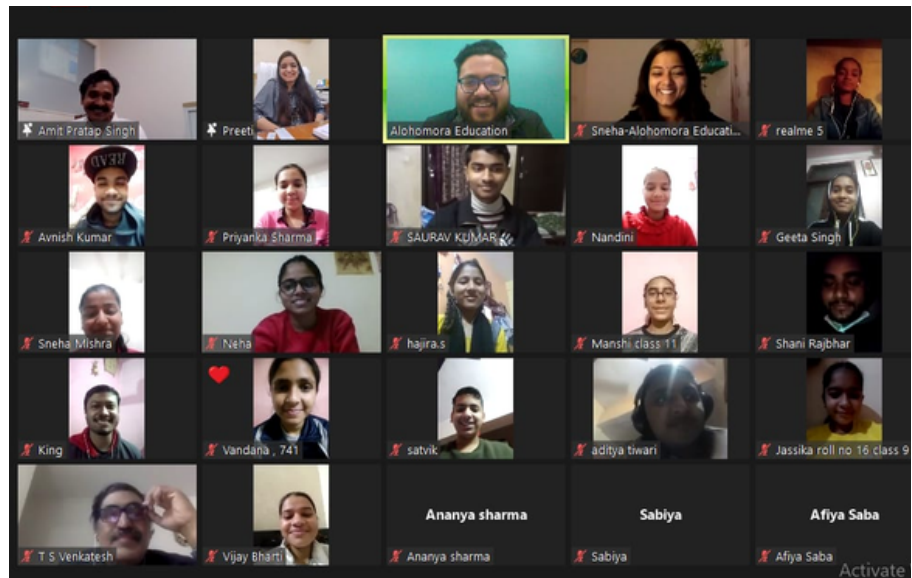 Amit Pratap Singh
Preeti
Alohomora Education
Sneha-Alohomora Educati...
realme 5
READ
Avnish Kumar
Priyanka Sharma
SAURAV KUMAR
Nandini
Geeta Singh
Sneha Mishra
Neha
hajira.s
Manshi class 11
Shani Rajbhar
King
Vandana , 741
satvik
aditya tiwari
Jassika roll no 16 class 9
T S Venkatesh
Vijay Bharti
Ananya sharma
Ananya sharma
Sabiya
Sabiya
Afiya Saba
Afiya Saba
Activate